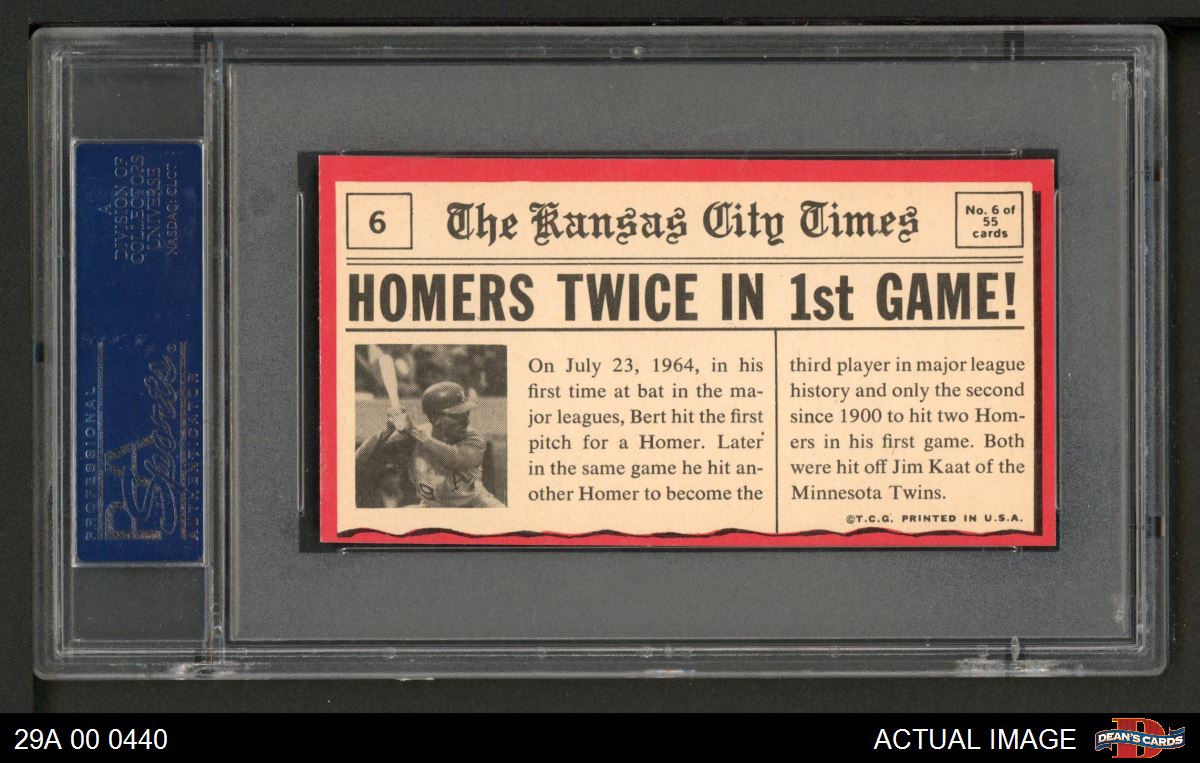 A
DIVISION OF
COLLECTORS
UNIVERSE
NASDAQ: CLCT
PROFESSIONAL
PSA
Sports
®
AUTHENTICATOR
6
The Kansas City Times
No. 6 of
55
cards
HOMERS TWICE IN 1st GAME!
On July 23, 1964, in his
first time at bat in the ma-
jor leagues, Bert hit the first
pitch for a Homer. Later
in the same game he hit an-
other Homer to become the
third player in major league
history and only the second
since 1900 to hit two Hom-
ers in his first game. Both
were hit off Jim Kaat of the
Minnesota Twins.
©T.C.G. PRINTED IN U.S.A.
29A 00 0440
ACTUAL IMAGE
DEAN'S CARDS